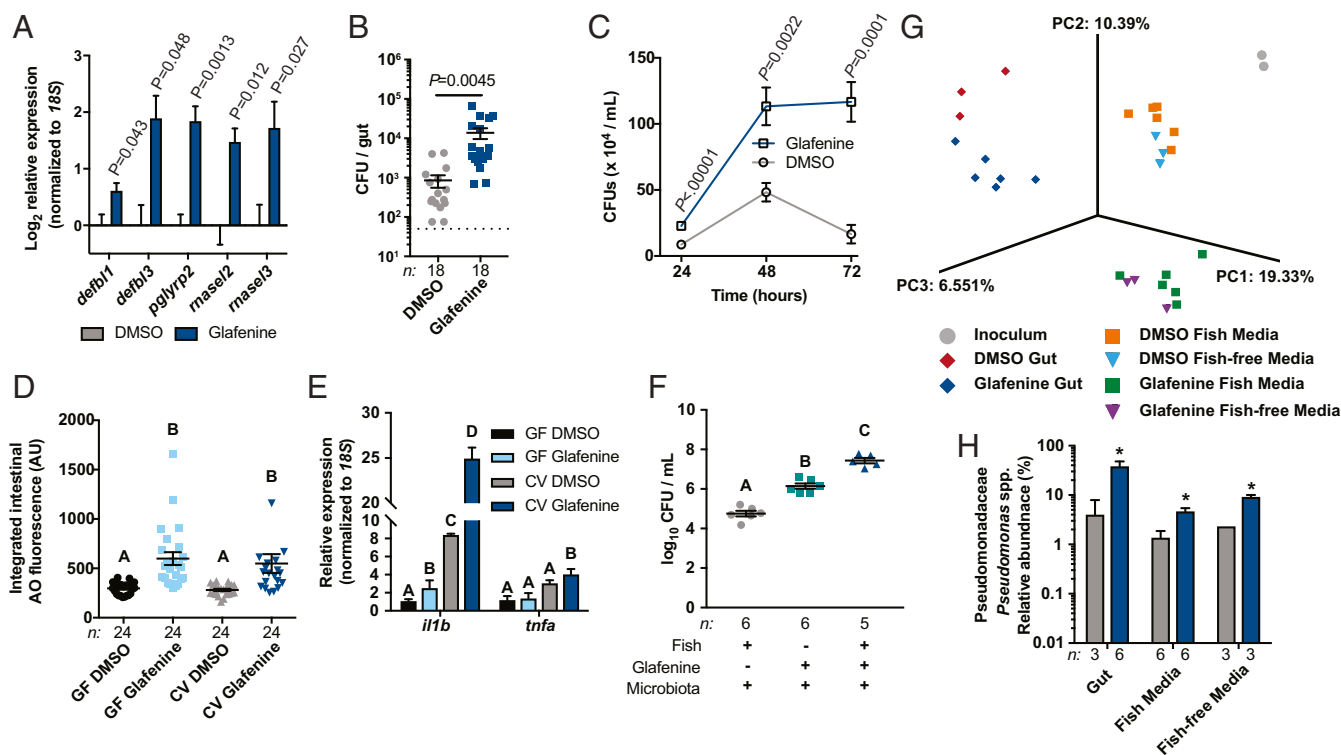 A
Log2 relative expression
(normalized to 18S)
3
2
1
0
P=0.043
P=0.048
P=0.0013
P=0.012
P=0.027
defbl1
defbl3
pglyrp2
rnasel2
rnasel3
DMSO
Glafenine
B
CFU / gut
10^6
10^5
10^4
10^3
10^2
10^1
P=0.0045
n: 18 18
DMSO
Glafenine
C
CFUs (x 10^4 / mL)
150
100
50
0
P<.00001
P=0.0022
P=0.0001
Glafenine
DMSO
24 48 72
Time (hours)
G
PC2: 10.39%
PC3: 6.551%
PC1: 19.33%
Inoculum
DMSO Gut
Glafenine Gut
DMSO Fish Media
DMSO Fish-free Media
Glafenine Fish Media
Glafenine Fish-free Media
D
Integrated intestinal
AO fluorescence (AU)
2000
1500
1000
500
0
A B A B
n: 24 24 24 24
GF DMSO
GF Glafenine
CV DMSO
CV Glafenine
E
Relative expression
(normalized to 18S)
30
25
20
10
8
6
4
2
0
GF DMSO
GF Glafenine
CV DMSO
CV Glafenine
A B C D
A A A B
il1b
tnfa
F
log10 CFU / mL
10
8
6
4
2
0
A B C
n: 6 6 5
Fish + - +
Glafenine - + +
Microbiota + + +
H
Pseudomonadaceae
Pseudomonas spp.
Relative abundnace (%)
100
10
1
0.1
0.01
* * *
n: 3 6 6 6 3 3
Gut
Fish Media
Fish-free Media